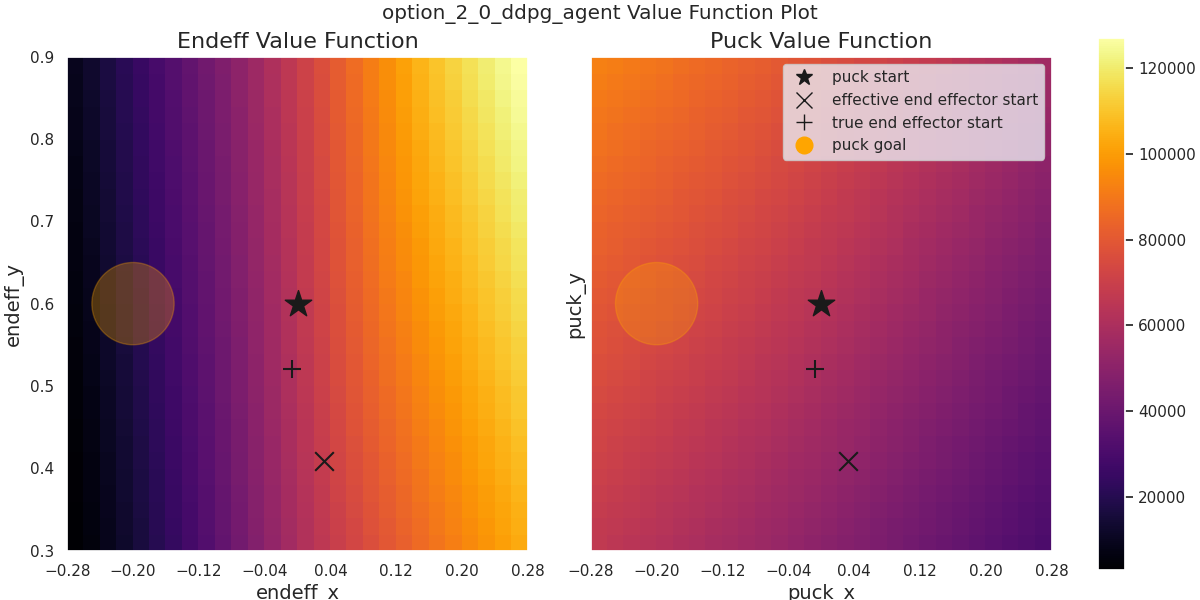 option_2_0_ddpg_agent Value Function Plot
Endeff Value Function
Puck Value Function
0.9
0.8
0.7
0.6
0.5
0.4
0.3
endeff_y
−0.28 −0.20 −0.12 −0.04 0.04 0.12 0.20 0.28
endeff_x
puck start
effective end effector start
true end effector start
puck goal
puck_y
−0.28 −0.20 −0.12 −0.04 0.04 0.12 0.20 0.28
puck_x
120000
100000
80000
60000
40000
20000